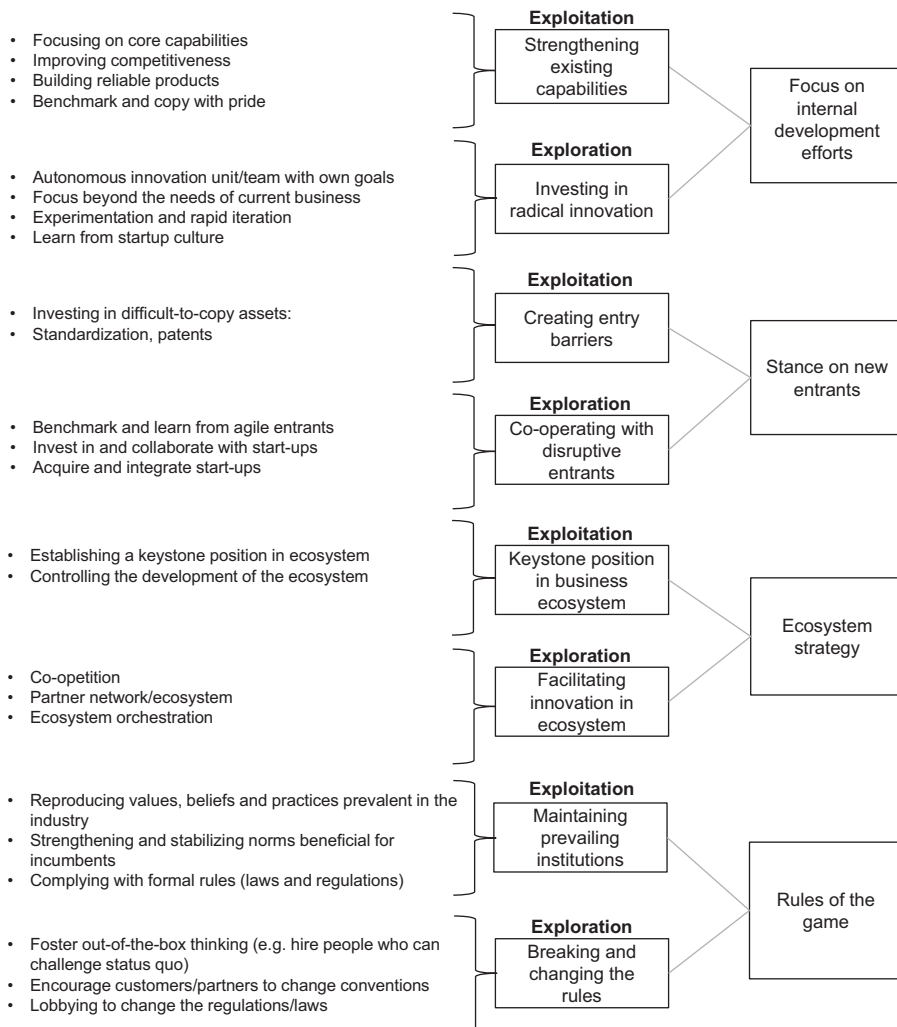 Exploitation
• Focusing on core capabilities
• Improving competitiveness
• Building reliable products
• Benchmark and copy with pride
Strengthening
existing
capabilities
Focus on
internal
development
efforts
Exploration
• Autonomous innovation unit/team with own goals
• Focus beyond the needs of current business
• Experimentation and rapid iteration
• Learn from startup culture
Investing in
radical innovation
Exploitation
• Investing in difficult-to-copy assets:
• Standardization, patents
Creating entry
barriers
Stance on new
entrants
Exploration
• Benchmark and learn from agile entrants
• Invest in and collaborate with start-ups
• Acquire and integrate start-ups
Co-operating with
disruptive
entrants
Exploitation
• Establishing a keystone position in ecosystem
• Controlling the development of the ecosystem
Keystone position
in business
ecosystem
Ecosystem
strategy
Exploration
• Co-opetition
• Partner network/ecosystem
• Ecosystem orchestration
Facilitating
innovation in
ecosystem
Exploitation
• Reproducing values, beliefs and practices prevalent in the
industry
• Strengthening and stabilizing norms beneficial for
incumbents
• Complying with formal rules (laws and regulations)
Maintaining
prevailing
institutions
Rules of the
game
Exploration
• Foster out-of-the-box thinking (e.g. hire people who can
challenge status quo)
• Encourage customers/partners to change conventions
• Lobbying to change the regulations/laws
Breaking and
changing the
rules